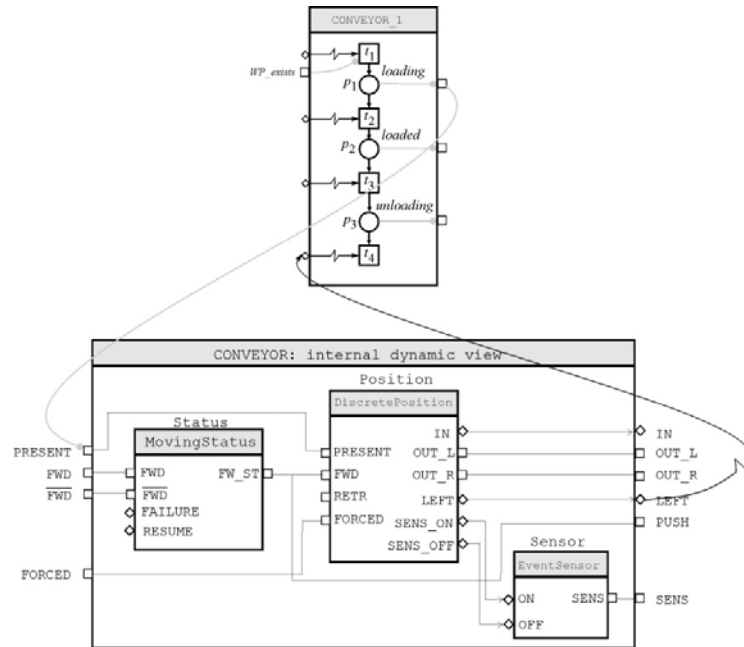 CONVEYOR_1
t1
WP_exists
loading
p1
t2
loaded
p2
t3
unloading
p3
t4
CONVEYOR: internal dynamic view
Position
DiscretePosition
Status
MovingStatus
IN
IN
PRESENT
PRESENT
OUT_L
OUT_L
FWD
FWD
FW_ST
FWD
OUT_R
OUT_R
FWD
FWD
RETR
LEFT
LEFT
FAILURE
FORCED
SENS_ON
PUSH
RESUME
SENS_OFF
Sensor
EventSensor
FORCED
ON
SENS
SENS
OFF